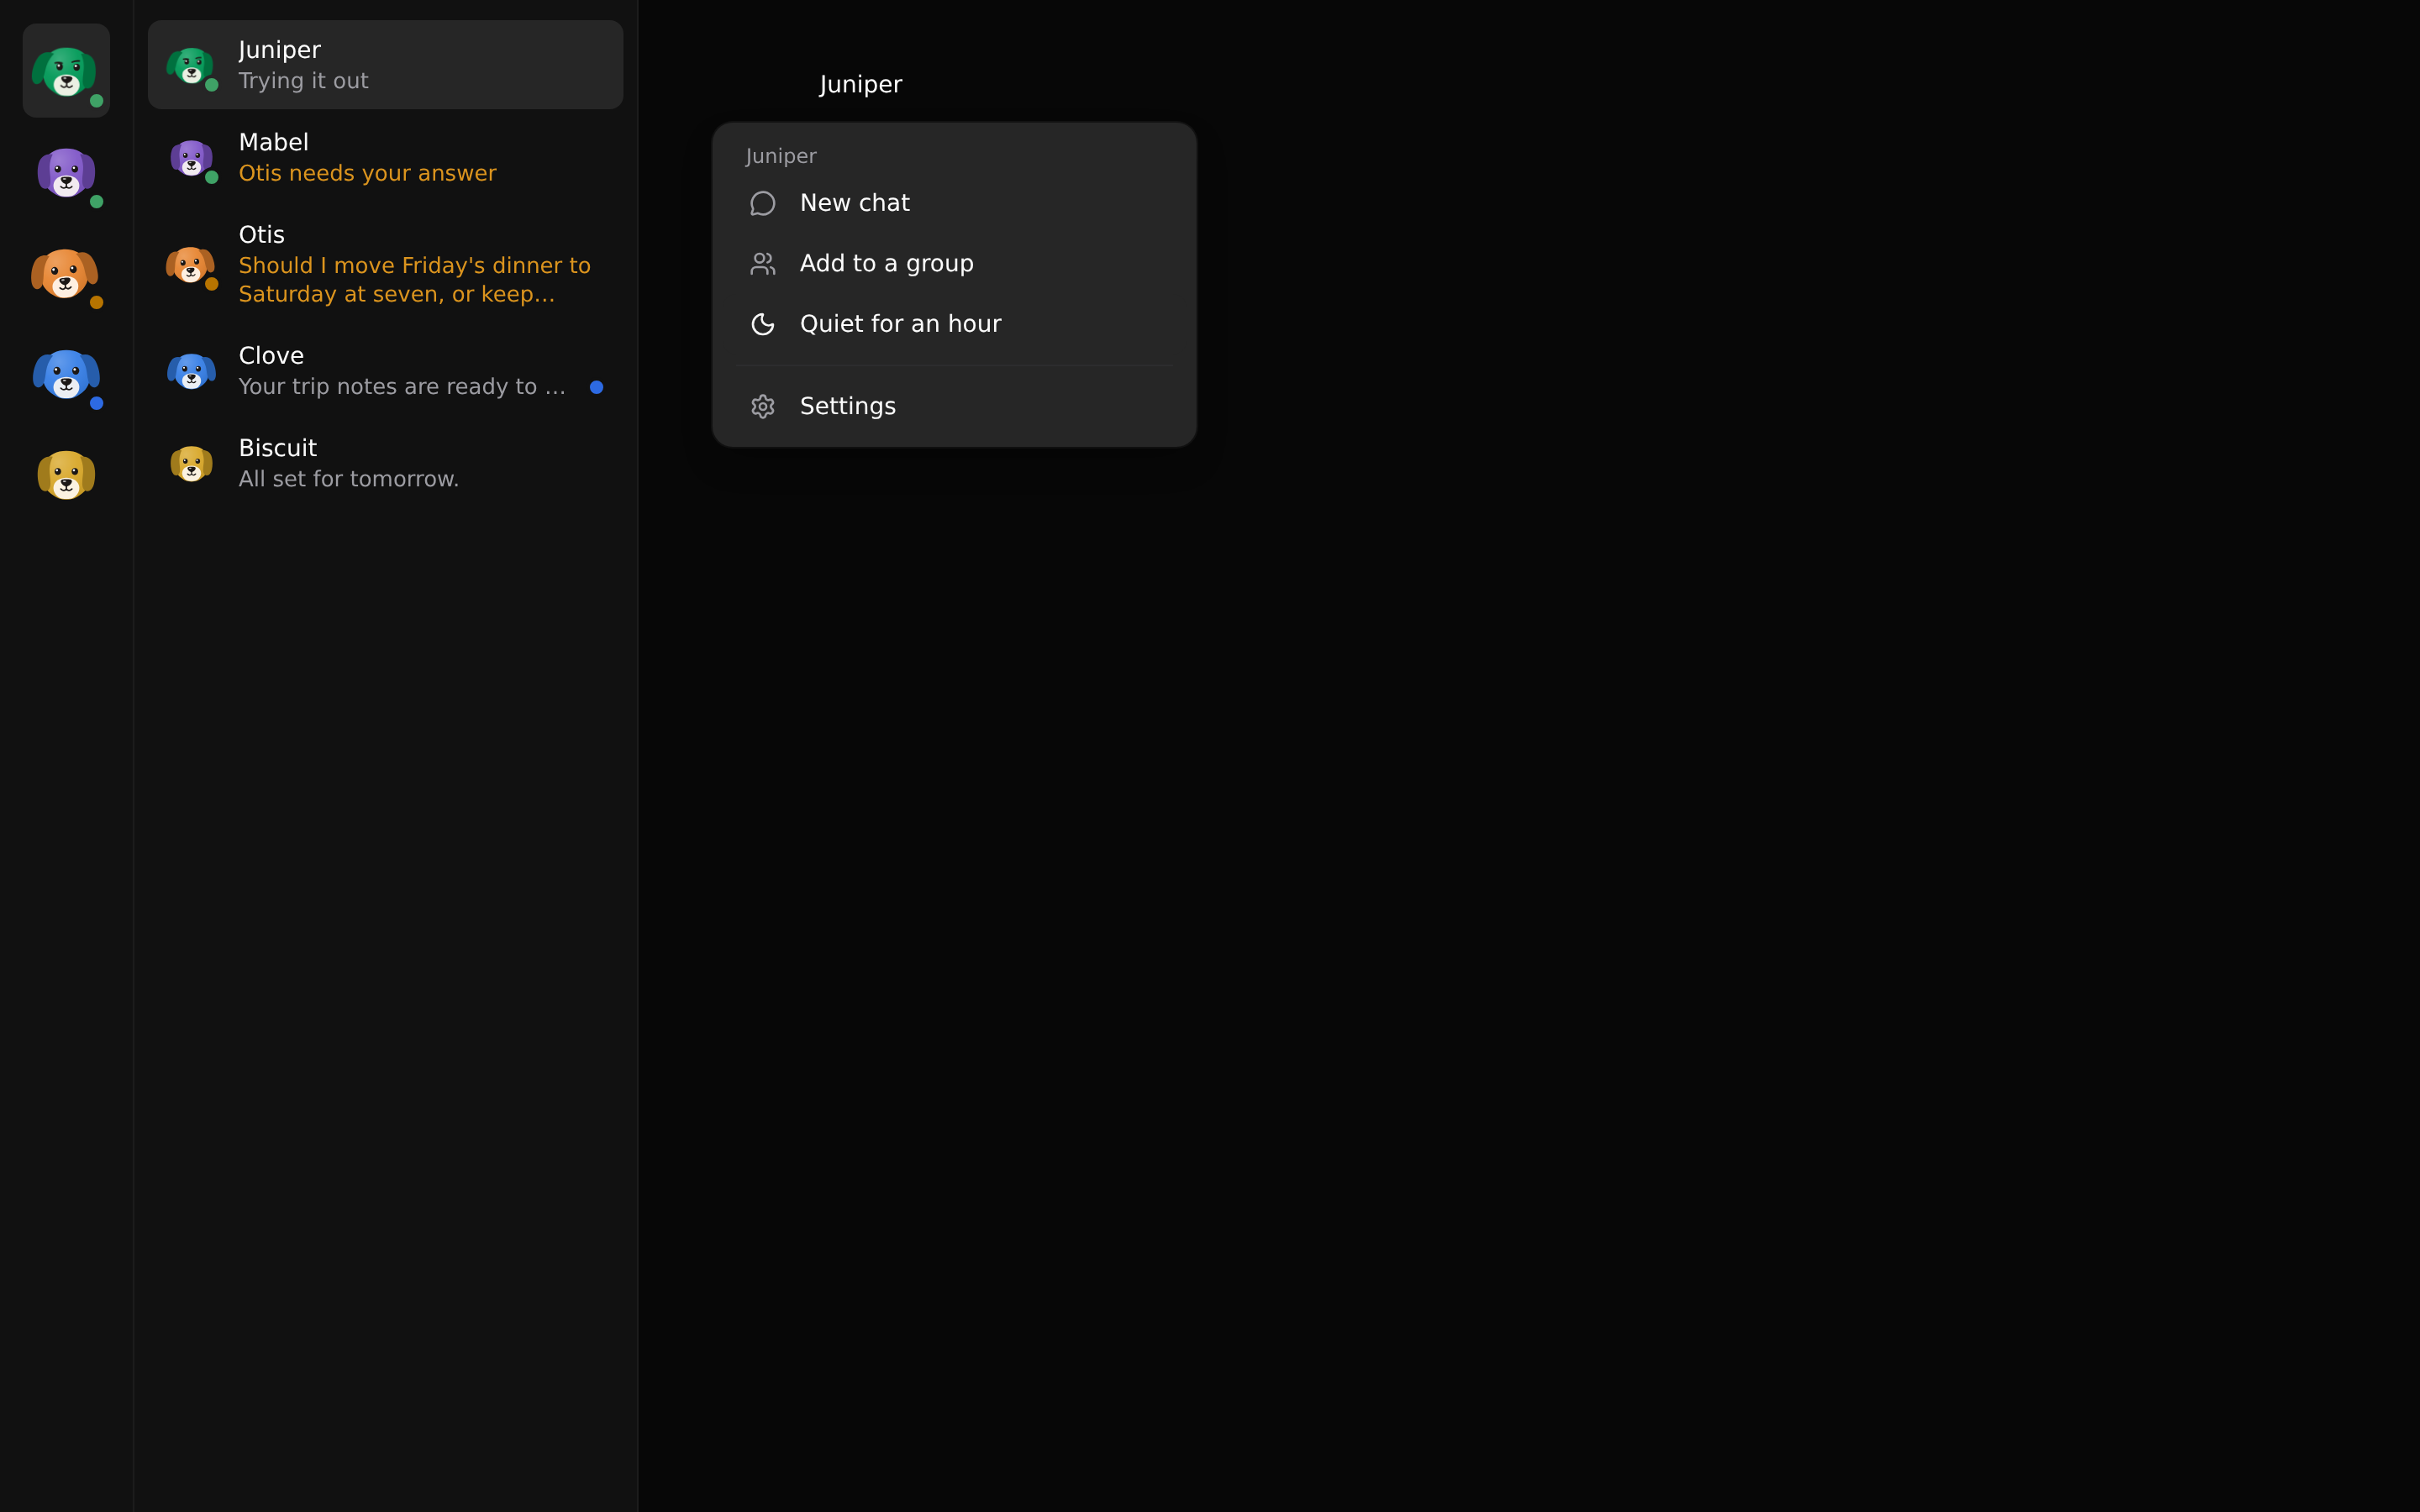 Juniper
Trying it out
Mabel
Otis needs your answer
Otis
Should I move Friday's dinner to
Saturday at seven, or keep…
Clove
Your trip notes are ready to …
Biscuit
All set for tomorrow.
Juniper
Juniper
New chat
Add to a group
Quiet for an hour
Settings